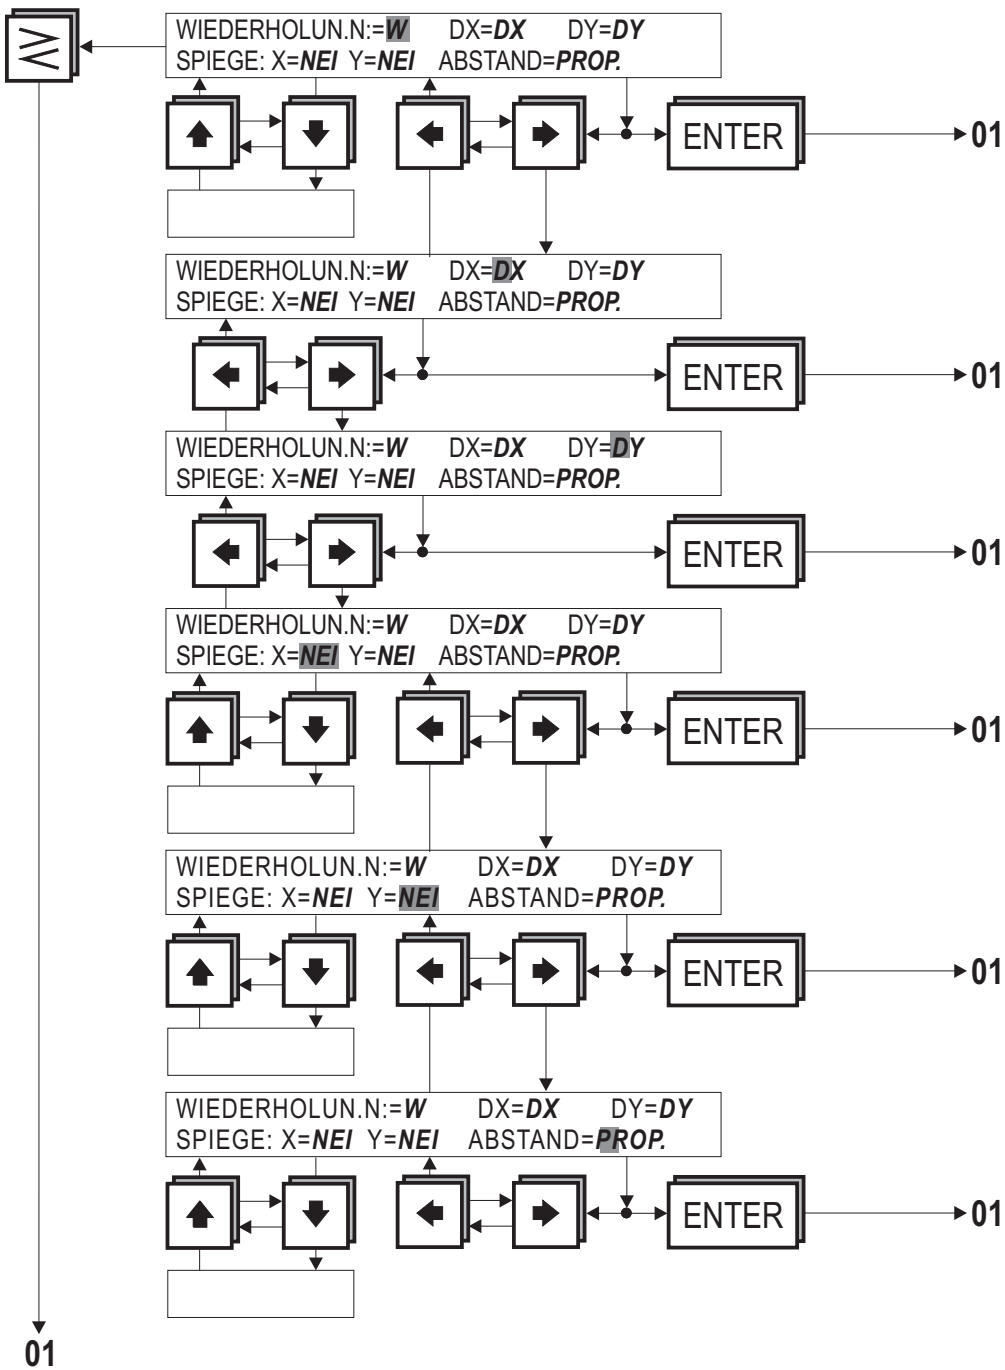 WIEDERHOLUN.N:=W DX=DX DY=DY
SPIEGE: X=NEI Y=NEI ABSTAND=PROP.
ENTER
01
WIEDERHOLUN.N:=W DX=DX DY=DY
SPIEGE: X=NEI Y=NEI ABSTAND=PROP.
ENTER
01
WIEDERHOLUN.N:=W DX=DX DY=DY
SPIEGE: X=NEI Y=NEI ABSTAND=PROP.
ENTER
01
WIEDERHOLUN.N:=W DX=DX DY=DY
SPIEGE: X=NEI Y=NEI ABSTAND=PROP.
ENTER
01
WIEDERHOLUN.N:=W DX=DX DY=DY
SPIEGE: X=NEI Y=NEI ABSTAND=PROP.
ENTER
01
WIEDERHOLUN.N:=W DX=DX DY=DY
SPIEGE: X=NEI Y=NEI ABSTAND=PROP.
ENTER
01
01